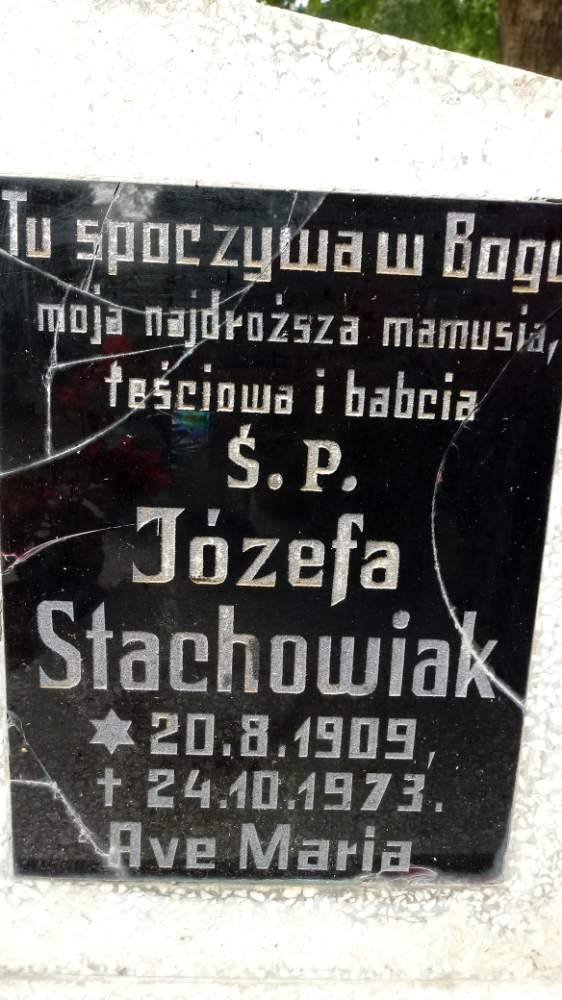 Tu spoczywa w Bogu
moja najdroższa mamusia,
teściowa i babcia
Ś. P.
Józefa
Stachowiak
✶ 20.8.1909,
† 24.10.1973.
Ave Maria